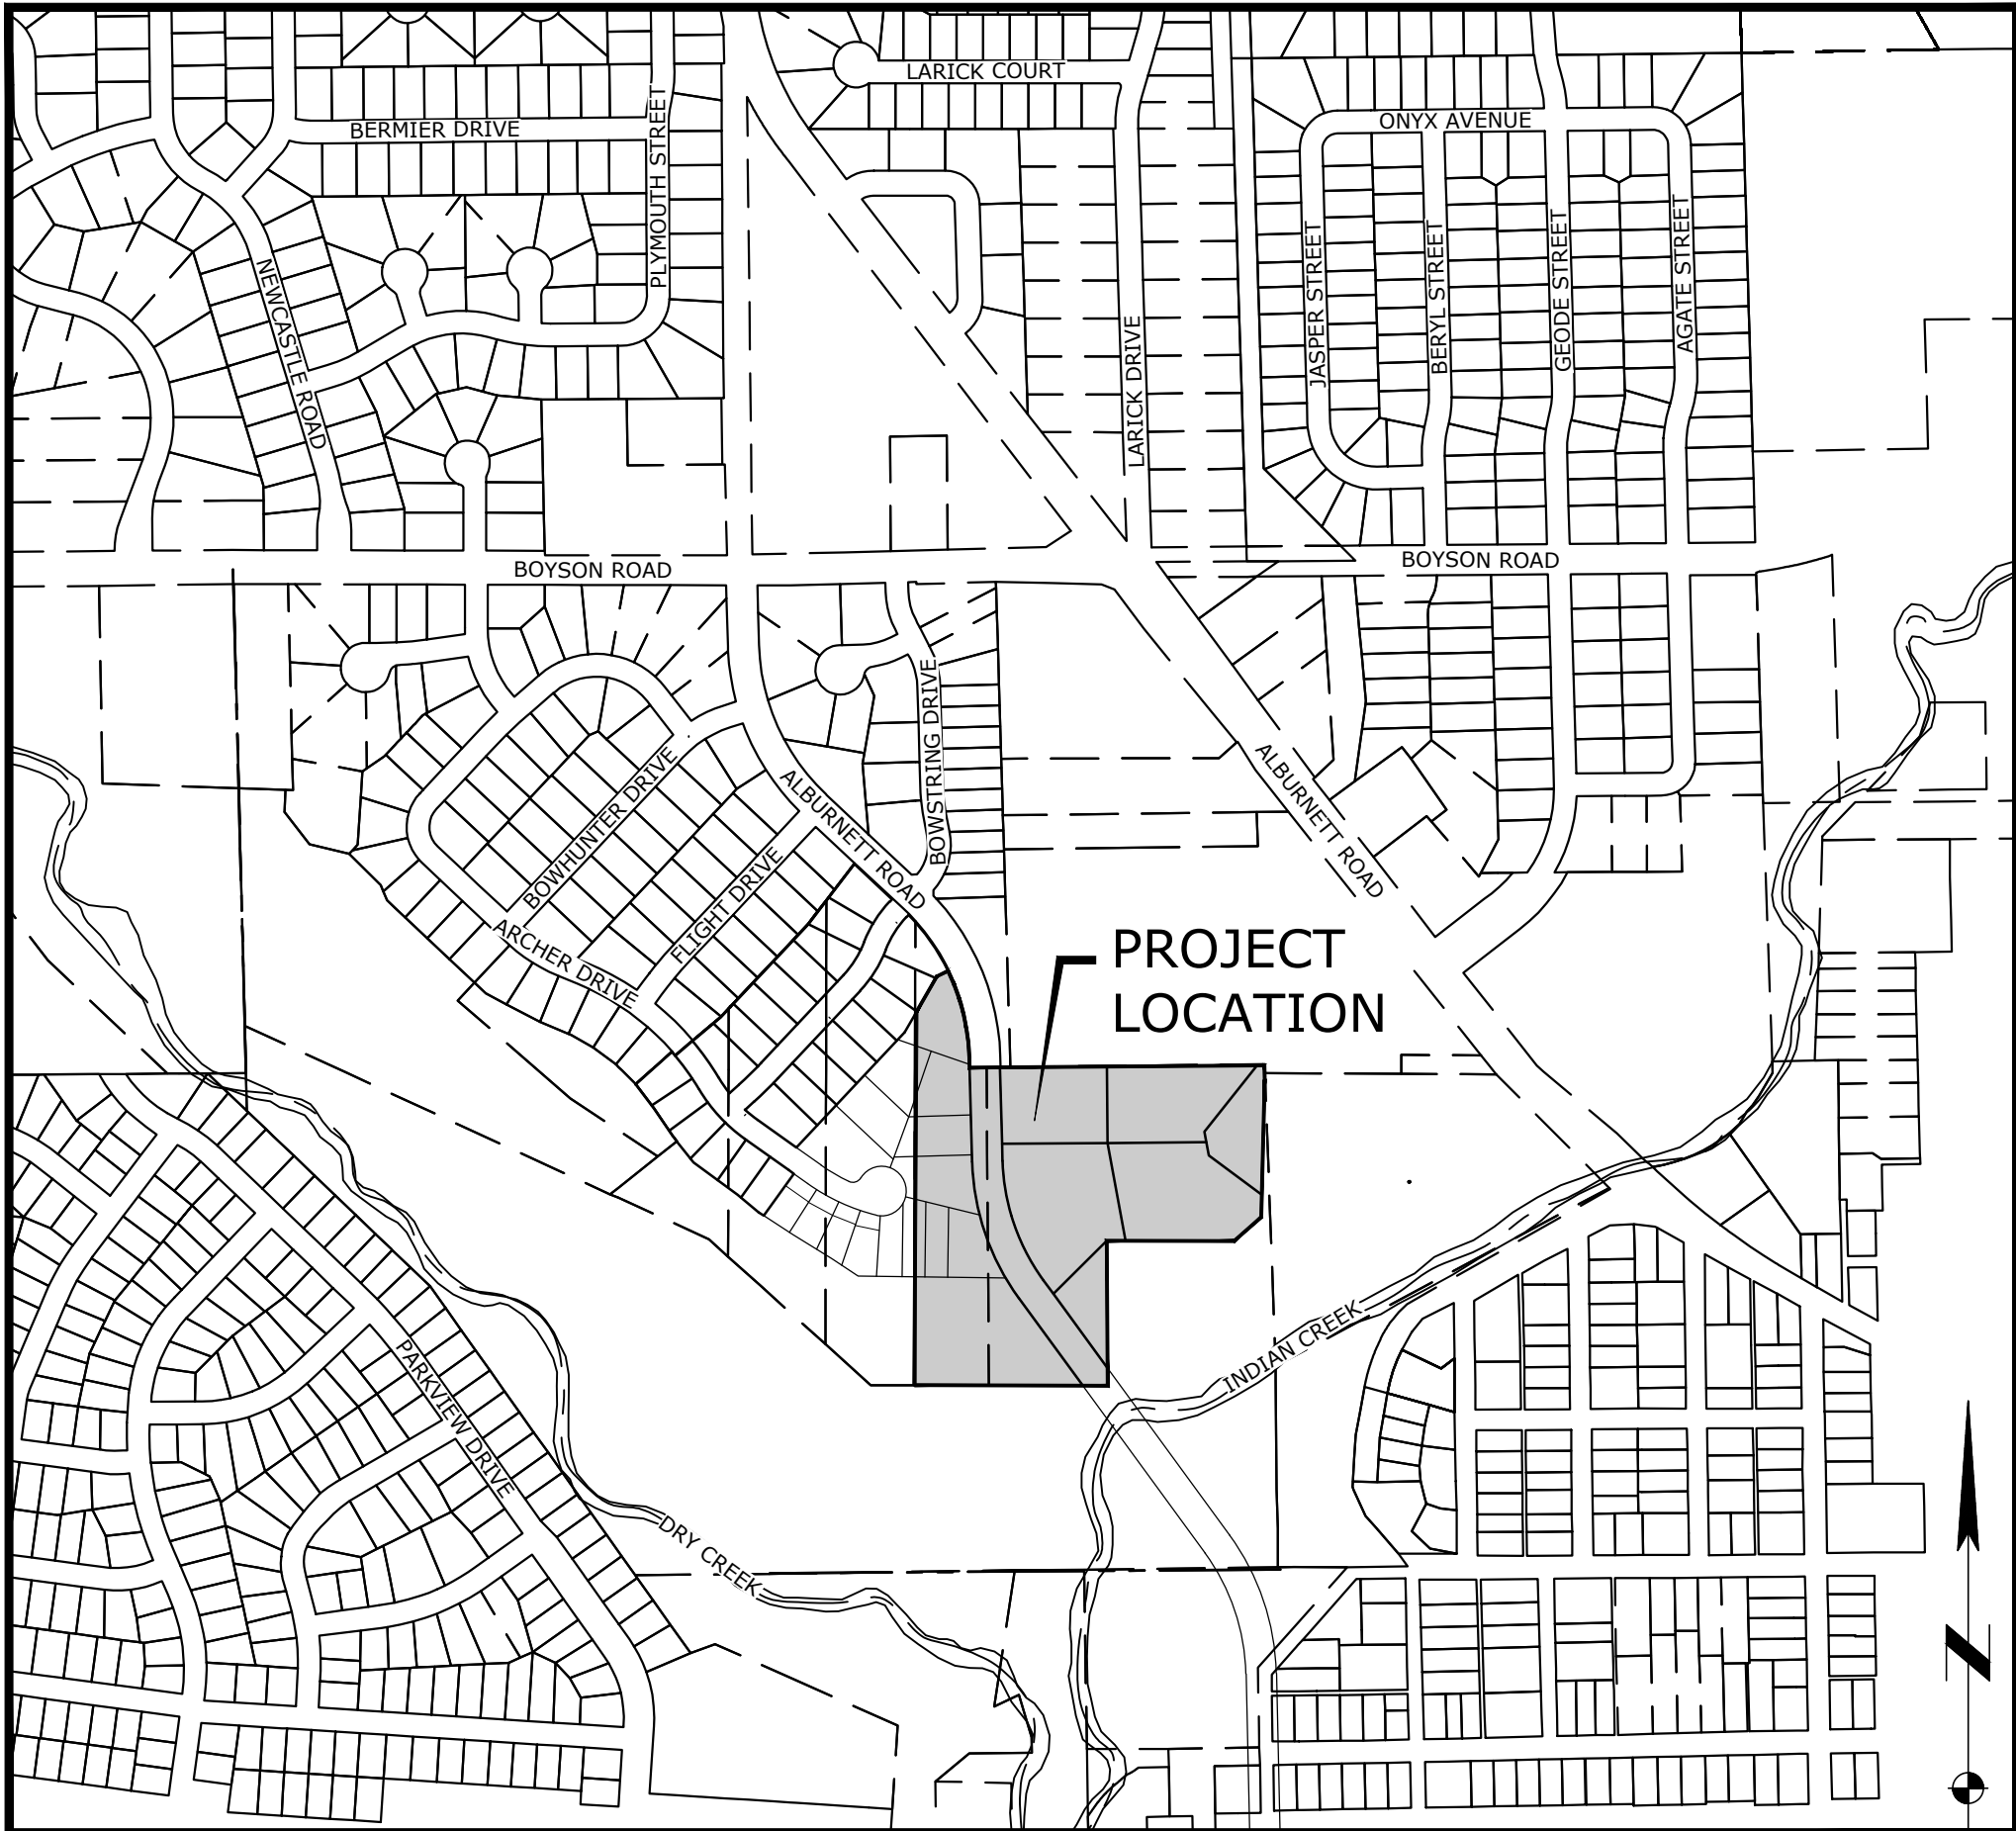 LARICK COURT
BERMIER DRIVE
PLYMOUTH STREET
ONYX AVENUE
NEWCASTLE ROAD
LARICK DRIVE
JASPER STREET
BERYL STREET
GEODE STREET
AGATE STREET
BOYSON ROAD
BOYSON ROAD
BOWSTRING DRIVE
BOWHUNTER DRIVE
ALBURNETT ROAD
ALBURNETT ROAD
FLIGHT DRIVE
ARCHER DRIVE
PROJECT
LOCATION
INDIAN CREEK
PARKVIEW DRIVE
DRY CREEK
N